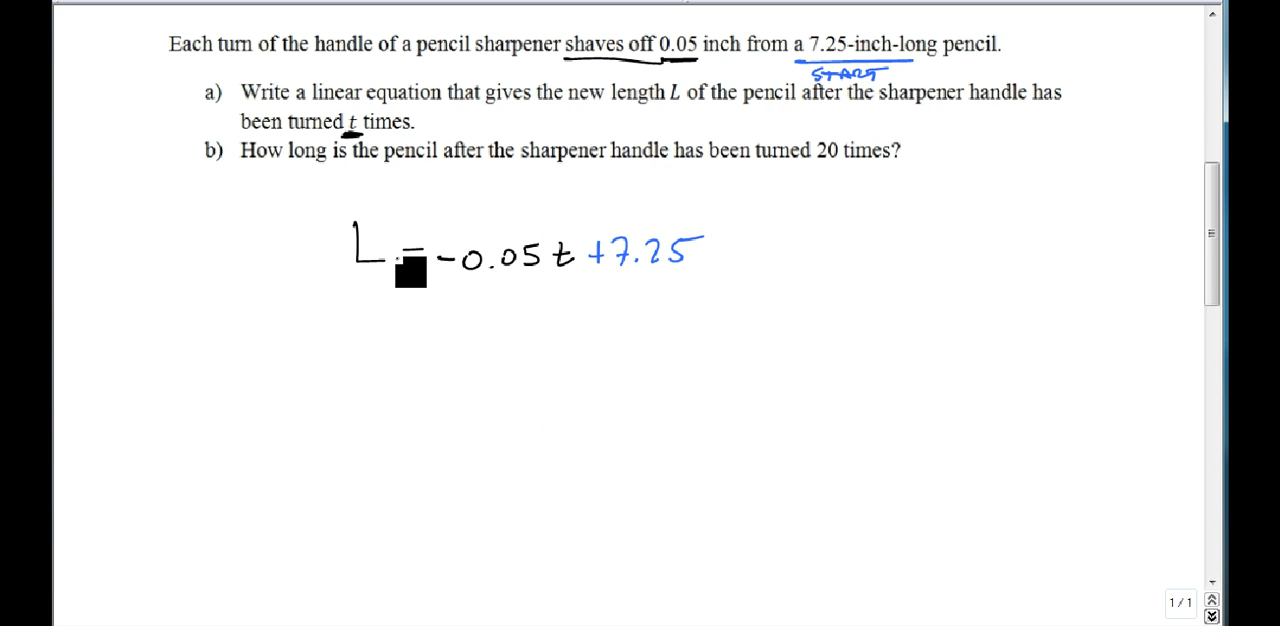 Each turn of the handle of a pencil sharpener shaves off 0.05 inch from a 7.25-inch-long pencil.
START
a) Write a linear equation that gives the new length L of the pencil after the sharpener handle has
been turned t times.
b) How long is the pencil after the sharpener handle has been turned 20 times?
L = -0.05t +7.25
1 / 1